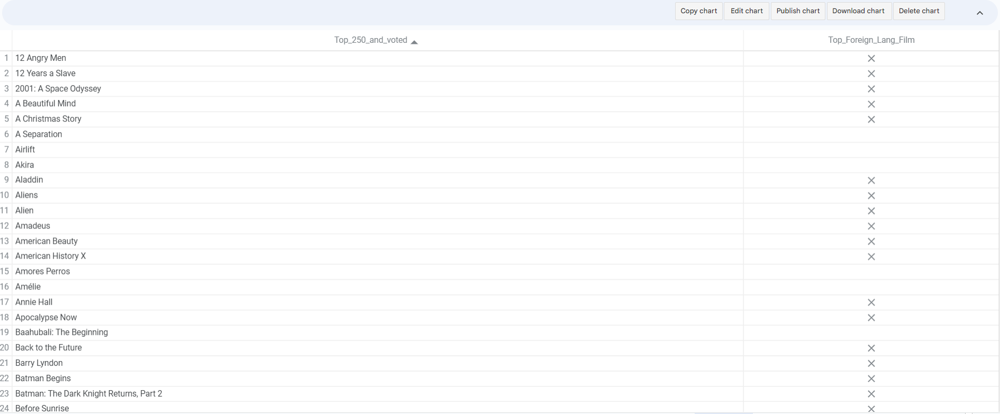 Copy chart Edit chart Publish chart Download chart Delete chart
Top_250_and_voted Top_Foreign_Lang_Film
1 12 Angry Men
2 12 Years a Slave
3 2001: A Space Odyssey
4 A Beautiful Mind
5 A Christmas Story
6 A Separation
7 Airlift
8 Akira
9 Aladdin
10 Aliens
11 Alien
12 Amadeus
13 American Beauty
14 American History X
15 Amores Perros
16 Amélie
17 Annie Hall
18 Apocalypse Now
19 Baahubali: The Beginning
20 Back to the Future
21 Barry Lyndon
22 Batman Begins
23 Batman: The Dark Knight Returns, Part 2
24 Before Sunrise